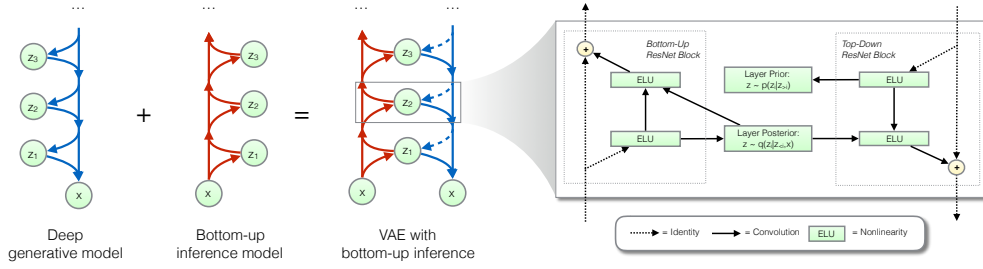 ...
...
...
z3
z2
z1
x
Deep
generative model
+
z3
z2
z1
x
Bottom-up
inference model
=
z3
z2
z1
x
x
VAE with
bottom-up inference
+
Bottom-Up
ResNet Block
ELU
ELU
Layer Prior:
z ~ p(zi|z>i)
Layer Posterior:
z ~ q(zi|z<i,x)
Top-Down
ResNet Block
ELU
ELU
+
= Identity
= Convolution
ELU
= Nonlinearity